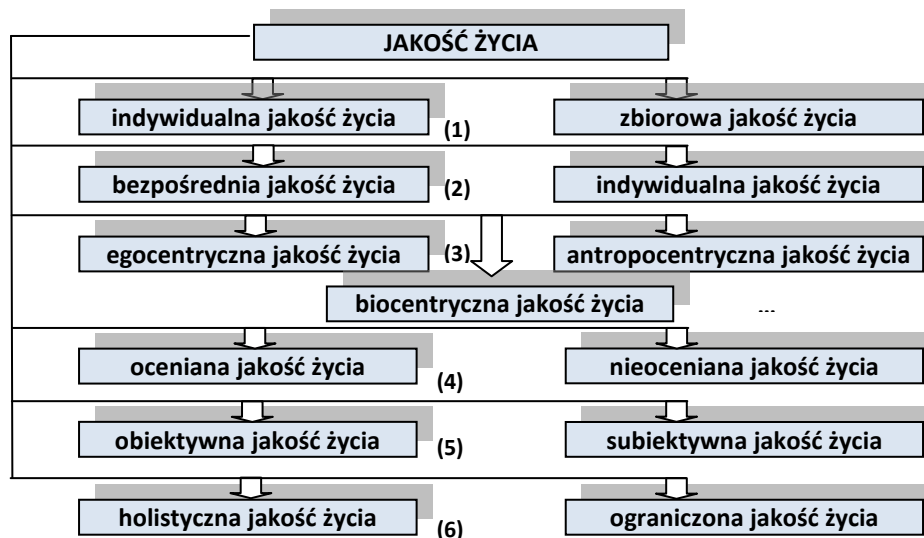 JAKOŚĆ ŻYCIA
indywidualna jakość życia (1) zbiorowa jakość życia
bezpośrednia jakość życia (2) indywidualna jakość życia
egocentryczna jakość życia (3) antropocentryczna jakość życia
biocentryczna jakość życia ...
oceniana jakość życia (4) nieoceniana jakość życia
obiektywna jakość życia (5) subiektywna jakość życia
holistyczna jakość życia (6) ograniczona jakość życia